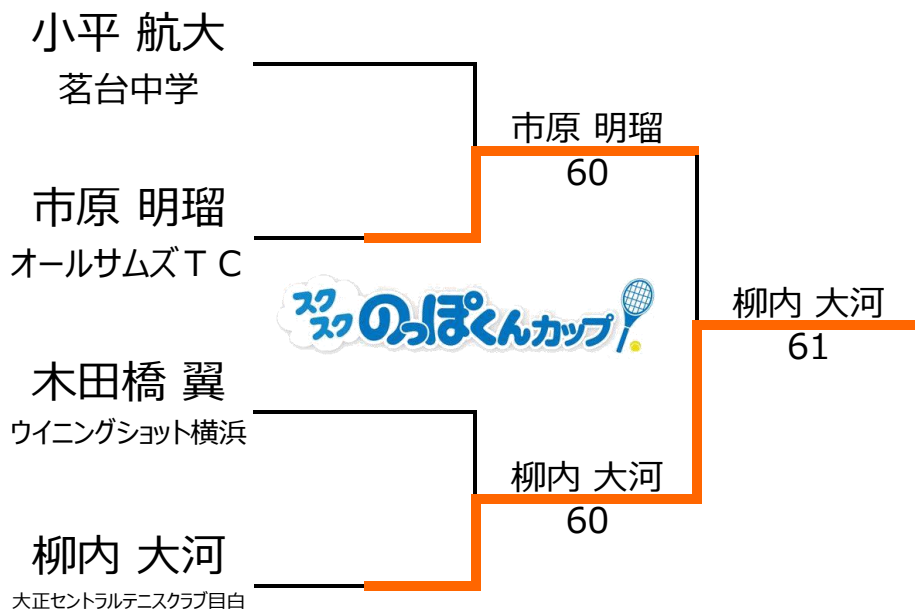 小平 航大
茗台中学
市原 明瑠
60
市原 明瑠
オールサムズＴＣ
スクスクのっぽくんカップ
柳内 大河
61
木田橋 翼
ウイニングショット横浜
柳内 大河
60
柳内 大河
大正セントラルテニスクラブ目白